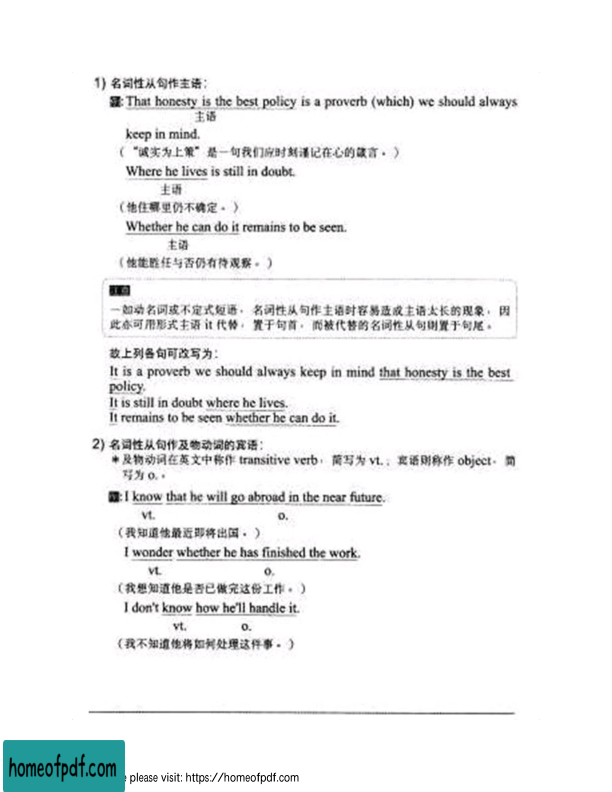 1) 名词性从句作主语：
例: That honesty is the best policy is a proverb (which) we should always
主语
keep in mind.
（“诚实为上策”是一句我们应时刻谨记在心的箴言。）
Where he lives is still in doubt.
主语
（他住哪里仍不确定。）
Whether he can do it remains to be seen.
主语
（他能胜任与否仍有待观察。）
注意
一如动名词或不定式短语，名词性从句作主语时容易造成主语太长的现象，因
此亦可用形式主语 it 代替，置于句首，而被代替的名词性从句则置于句尾。
故上列各句可改写为：
It is a proverb we should always keep in mind that honesty is the best
policy.
It is still in doubt where he lives.
It remains to be seen whether he can do it.
2) 名词性从句作及物动词的宾语：
＊及物动词在英文中称作 transitive verb，简写为 vt.；宾语则称作 object，简
写为 o.。
例: I know that he will go abroad in the near future.
vt. o.
（我知道他最近即将出国。）
I wonder whether he has finished the work.
vt. o.
（我想知道他是否已做完这份工作。）
I don't know how he'll handle it.
vt. o.
（我不知道他将如何处理这件事。）
homeofpdf.com
e please visit: https://homeofpdf.com